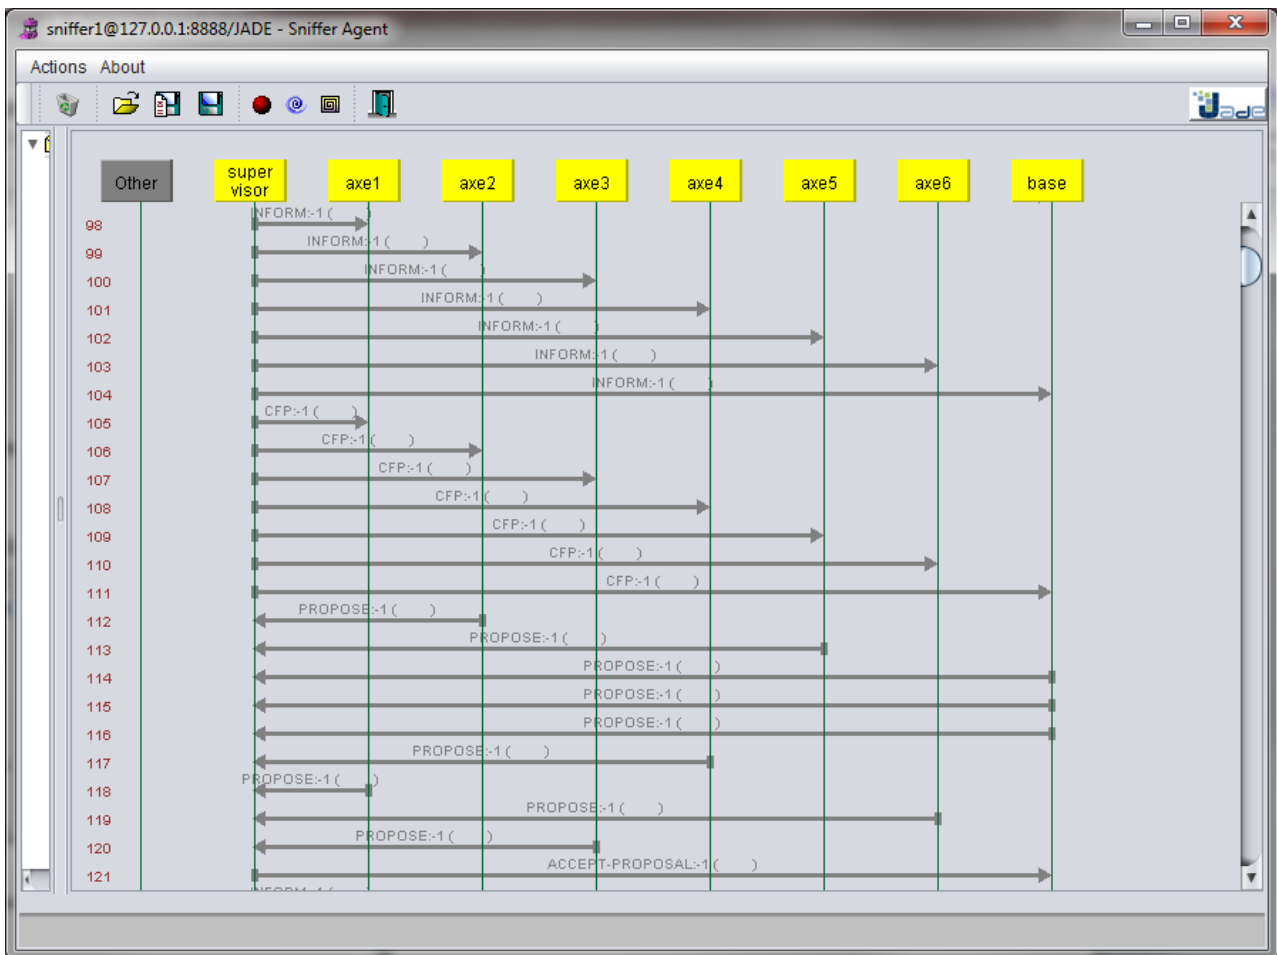 sniffer1@127.0.0.1:8888/JADE - Sniffer Agent
Actions About
Jade
Other
super
visor
axe1
axe2
axe3
axe4
axe5
axe6
base
98 INFORM:-1 ( )
99 INFORM:-1 ( )
100 INFORM:-1 ( )
101 INFORM:-1 ( )
102 INFORM:-1 ( )
103 INFORM:-1 ( )
104 INFORM:-1 ( )
105 CFP:-1 ( )
106 CFP:-1 ( )
107 CFP:-1 ( )
108 CFP:-1 ( )
109 CFP:-1 ( )
110 CFP:-1 ( )
111 CFP:-1 ( )
112 PROPOSE:-1 ( )
113 PROPOSE:-1 ( )
114 PROPOSE:-1 ( )
115 PROPOSE:-1 ( )
116 PROPOSE:-1 ( )
117 PROPOSE:-1 ( )
118 PROPOSE:-1 ( )
119 PROPOSE:-1 ( )
120 PROPOSE:-1 ( )
121 ACCEPT-PROPOSAL:-1 ( )